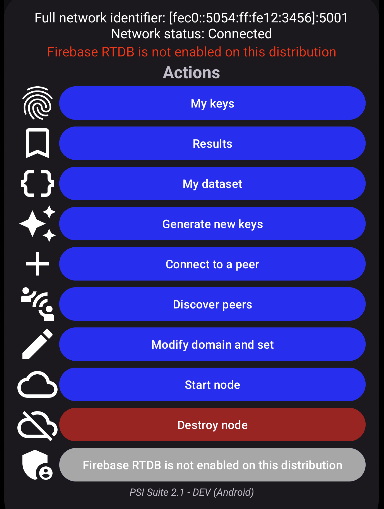 Full network identifier: [fec0::5054:ff:fe12:3456]:5001
Network status: Connected
Firebase RTDB is not enabled on this distribution
Actions
My keys
Results
My dataset
Generate new keys
Connect to a peer
Discover peers
Modify domain and set
Start node
Destroy node
Firebase RTDB is not enabled on this distribution
PSI Suite 2.1 - DEV (Android)